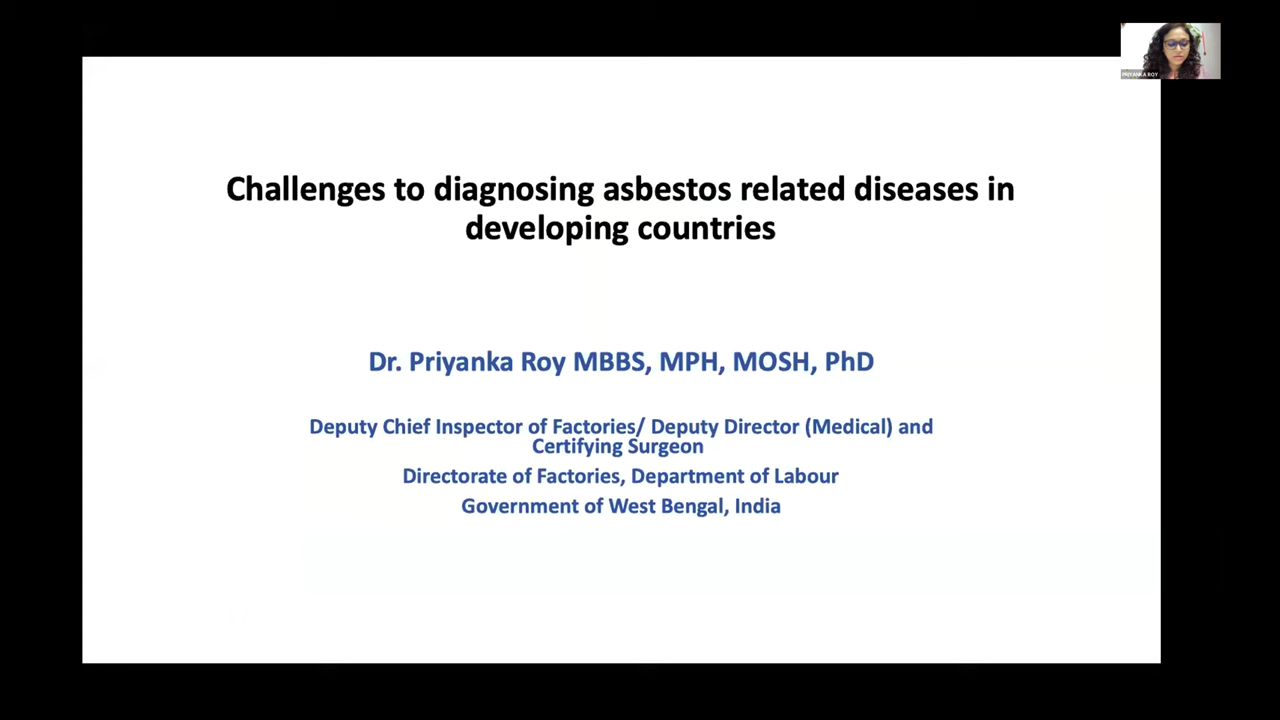 PRIYANKA ROY
Challenges to diagnosing asbestos related diseases in
developing countries
Dr. Priyanka Roy MBBS, MPH, MOSH, PhD
Deputy Chief Inspector of Factories/ Deputy Director (Medical) and
Certifying Surgeon
Directorate of Factories, Department of Labour
Government of West Bengal, India